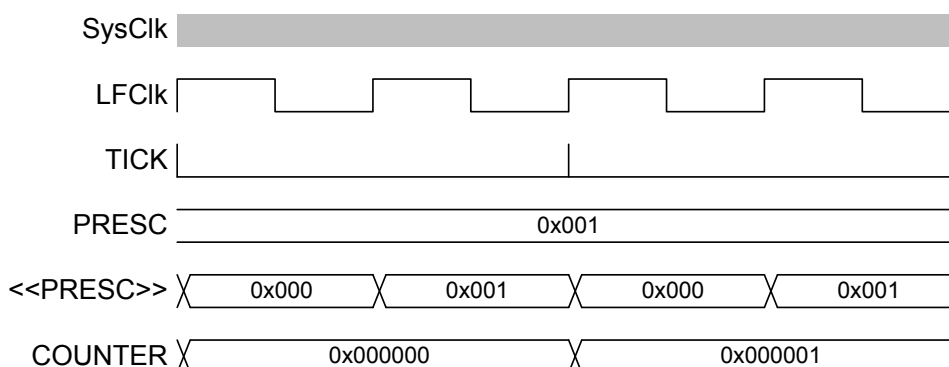 SysClk
LFClk
TICK
PRESC 0x001
<<PRESC>> 0x000 0x001 0x000 0x001
COUNTER 0x000000 0x000001